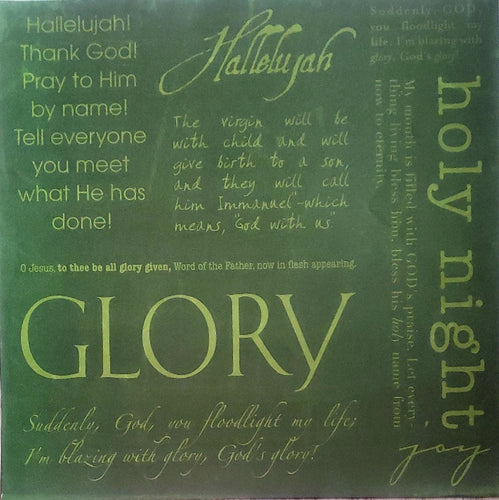 Hallelujah!
Thank God!
Pray to Him
by name!
Tell everyone
you meet
what He has
done!
Hallelujah
The virgin will be
with child and will
give birth to a son,
and they will call
him Immanuel"-which
means, "God with us"
Suddenly, GOD,
you floodlight my
life; I'm blazing with
glory, God's glory!
holy night
My mouth is filled with GOD's praise. Let every-
thing living bless him, bless his holy name from
now to eternity.
O Jesus, to thee be all glory given, Word of the Father, now in flesh appearing.
GLORY
Suddenly, God, you floodlight my life;
I'm blazing with glory, God's glory!
joy